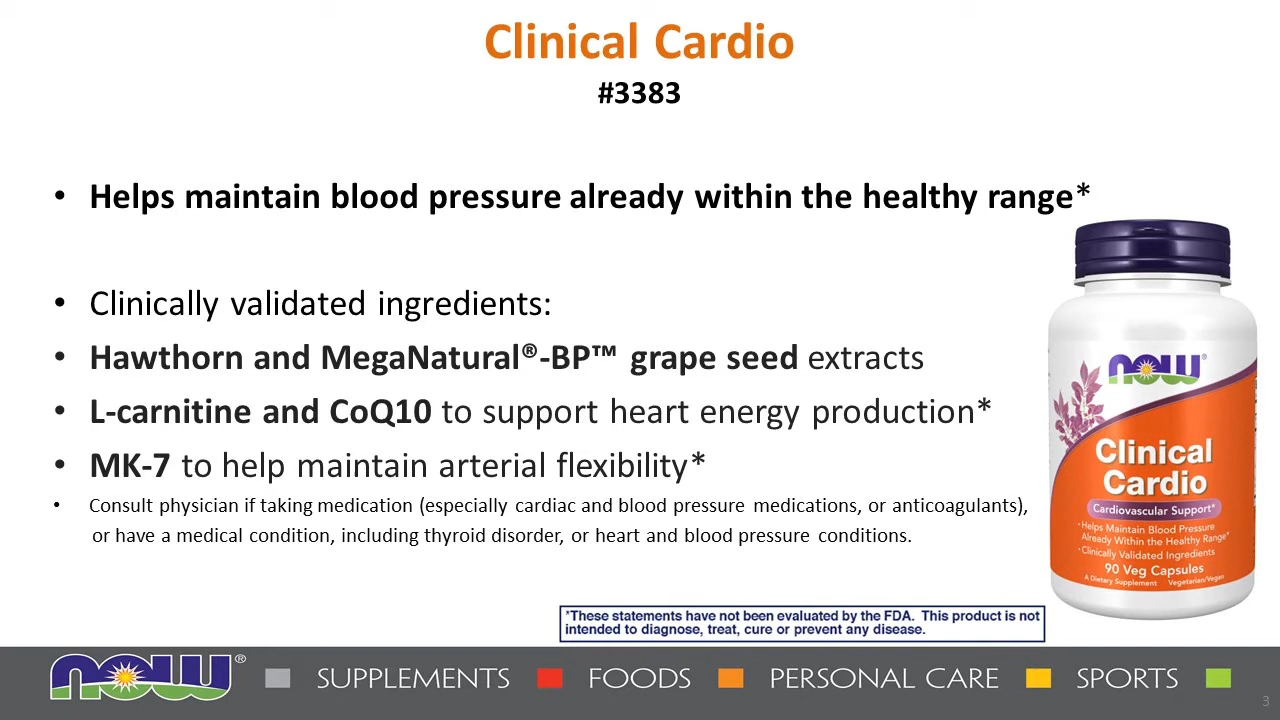 Clinical Cardio
#3383
• Helps maintain blood pressure already within the healthy range*
• Clinically validated ingredients:
• Hawthorn and MegaNatural®-BP™ grape seed extracts
• L-carnitine and CoQ10 to support heart energy production*
• MK-7 to help maintain arterial flexibility*
• Consult physician if taking medication (especially cardiac and blood pressure medications, or anticoagulants),
or have a medical condition, including thyroid disorder, or heart and blood pressure conditions.
NOW®
Clinical
Cardio
Cardiovascular Support*
• Helps Maintain Blood Pressure
Already Within the Healthy Range*
• Clinically Validated Ingredients
90 Veg Capsules
A Dietary Supplement Vegetarian/Vegan
*These statements have not been evaluated by the FDA. This product is not
intended to diagnose, treat, cure or prevent any disease.
NOW® SUPPLEMENTS FOODS PERSONAL CARE SPORTS
3